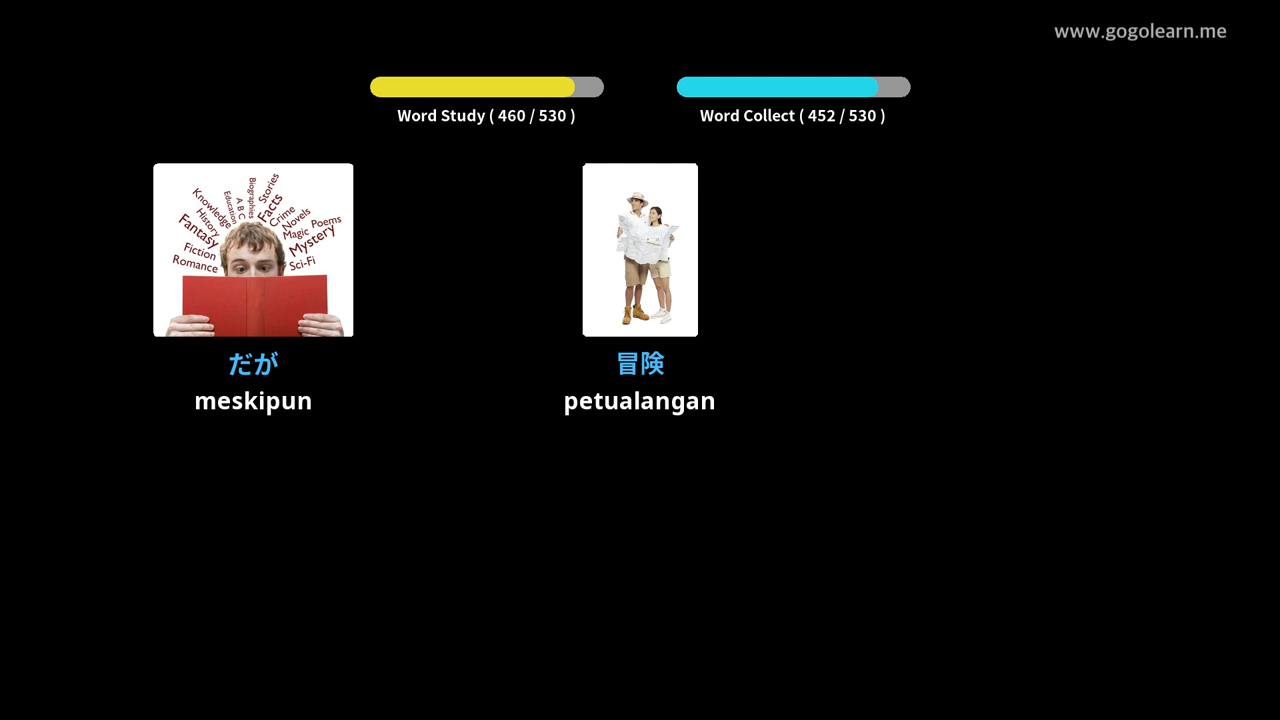 www.gogolearn.me
Word Study ( 460 / 530 )
Word Collect ( 452 / 530 )
Knowledge
History
Fantasy
Fiction
Romance
Education
A B C
Biographies
Stories
Facts
Crime
Novels
Magic
Poems
Mystery
Sci-Fi
だが
meskipun
冒険
petualangan